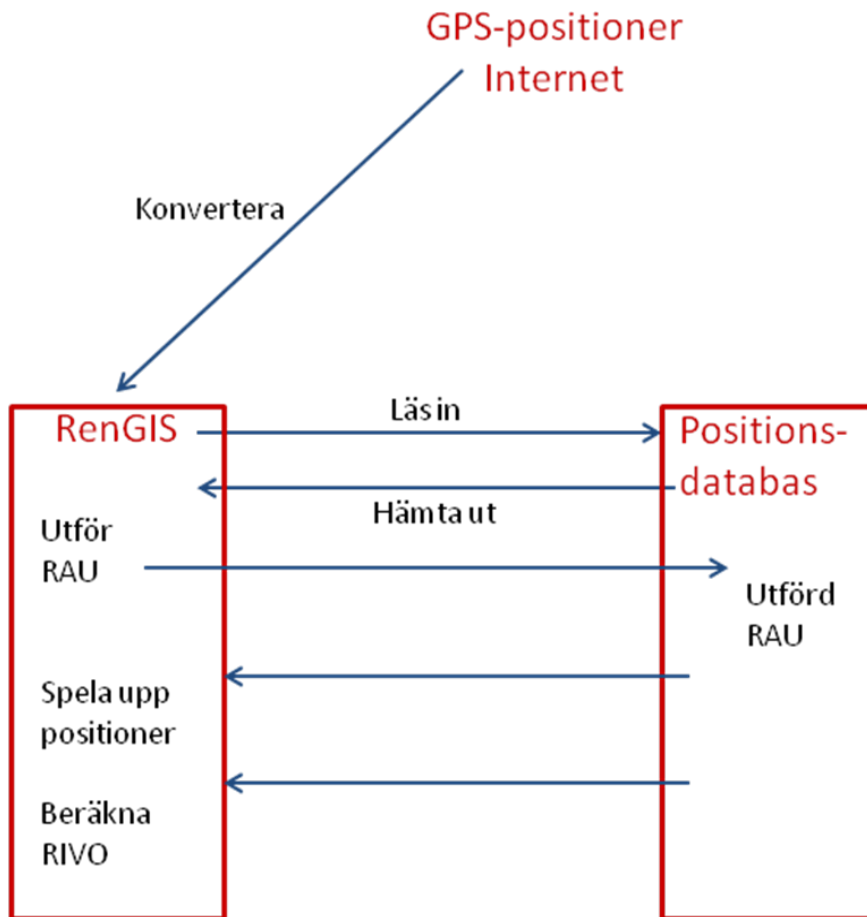 GPS-positioner
Internet
Konvertera
RenGIS
Läs in
Positions-
databas
Hämta ut
Utför
RAU
Utförd
RAU
Spela upp
positioner
Beräkna
RIVO